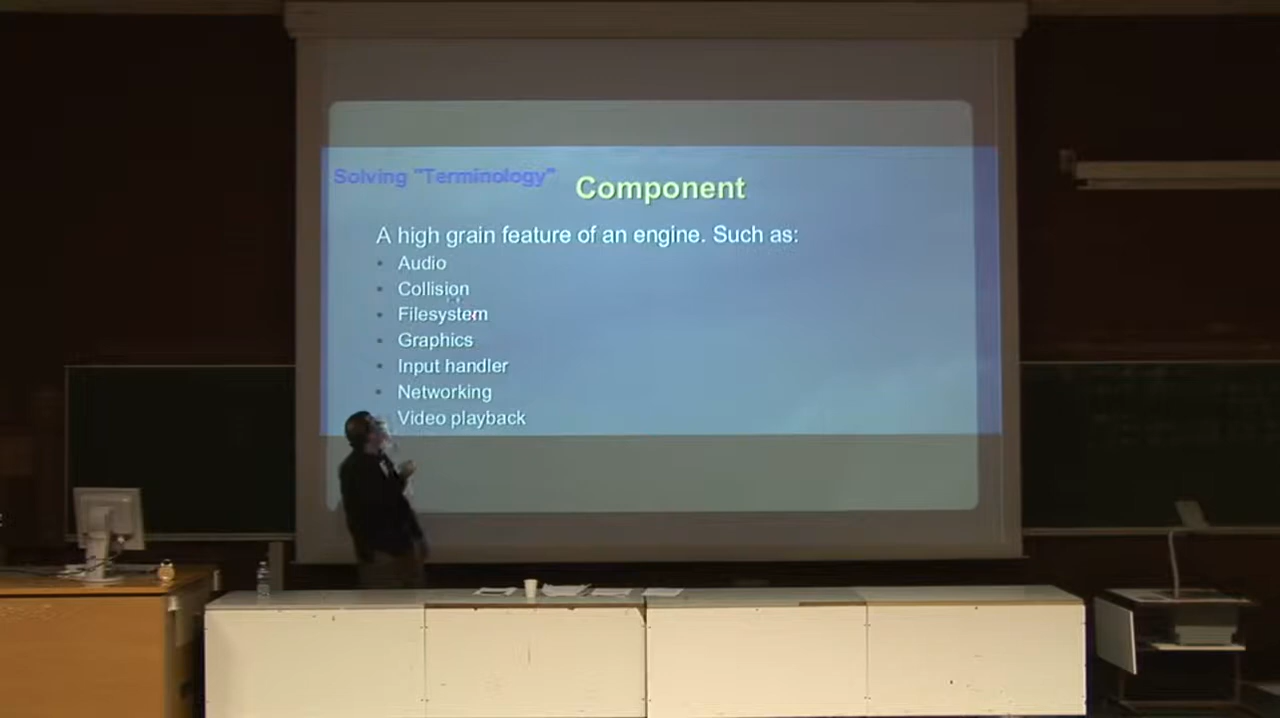 Solving "Terminology"
Component
A high grain feature of an engine. Such as:
• Audio
• Collision
• Filesystem
• Graphics
• Input handler
• Networking
Video playback